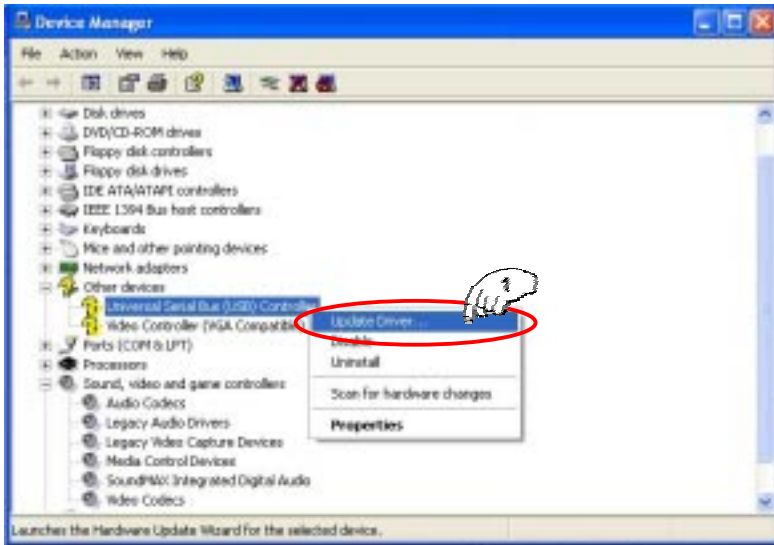 Device Manager
File Action View Help
Disk drives
DVD/CD-ROM drives
Floppy disk controllers
Floppy disk drives
IDE ATA/ATAPI controllers
IEEE 1394 Bus host controllers
Keyboards
Mice and other pointing devices
Network adapters
Other devices
Universal Serial Bus (USB) Controller
Video Controller (VGA Compatible)
Ports (COM & LPT)
Processors
Sound, video and game controllers
Audio Codecs
Legacy Audio Drivers
Legacy Video Capture Devices
Media Control Devices
SoundMAX Integrated Digital Audio
Video Codecs
Update Driver...
Disable
Uninstall
Scan for hardware changes
Properties
Launches the Hardware Update Wizard for the selected device.